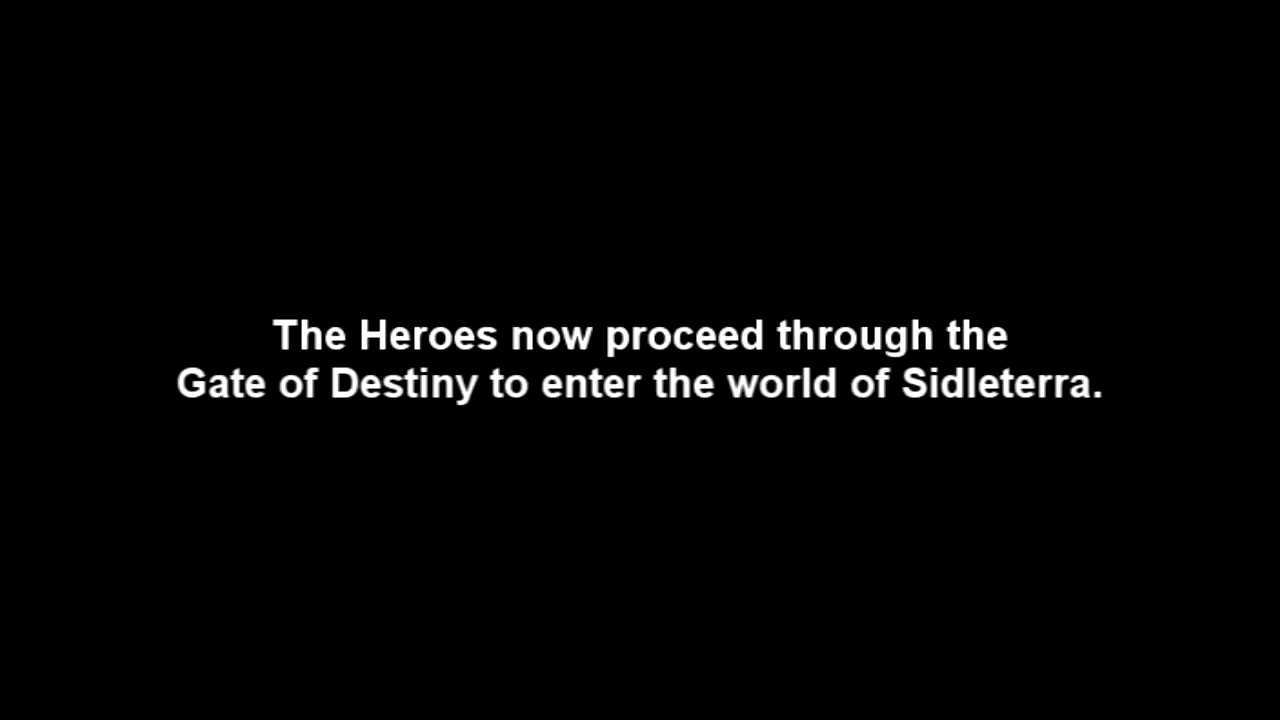 The Heroes now proceed through the
Gate of Destiny to enter the world of Sidleterra.